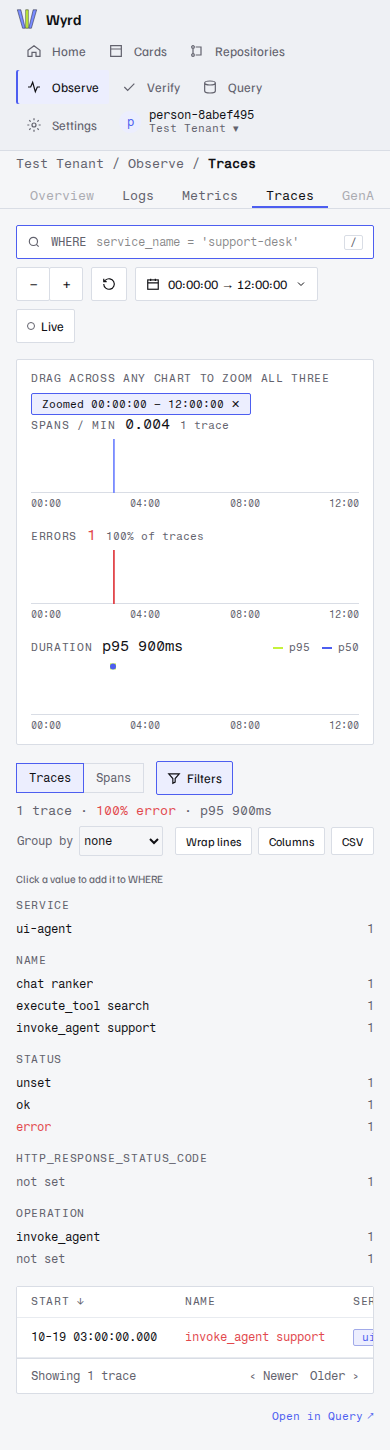 Wyrd
Home Cards Repositories
Observe Verify Query
Settings p person-8abef495
Test Tenant ▾
Test Tenant / Observe / Traces
Overview Logs Metrics Traces GenA
WHERE service_name = 'support-desk' /
− + 00:00:00 → 12:00:00
Live
DRAG ACROSS ANY CHART TO ZOOM ALL THREE
Zoomed 00:00:00 – 12:00:00 ✕
SPANS / MIN 0.004 1 trace
00:00 04:00 08:00 12:00
ERRORS 1 100% of traces
00:00 04:00 08:00 12:00
DURATION p95 900ms p95 p50
00:00 04:00 08:00 12:00
Traces Spans Filters
1 trace · 100% error · p95 900ms
Group by none Wrap lines Columns CSV
Click a value to add it to WHERE
SERVICE
ui-agent 1
NAME
chat ranker 1
execute_tool search 1
invoke_agent support 1
STATUS
unset 1
ok 1
error 1
HTTP_RESPONSE_STATUS_CODE
not set 1
OPERATION
invoke_agent 1
not set 1
START ↓ NAME SER
10-19 03:00:00.000 invoke_agent support ui
Showing 1 trace ‹ Newer Older ›
Open in Query ↗